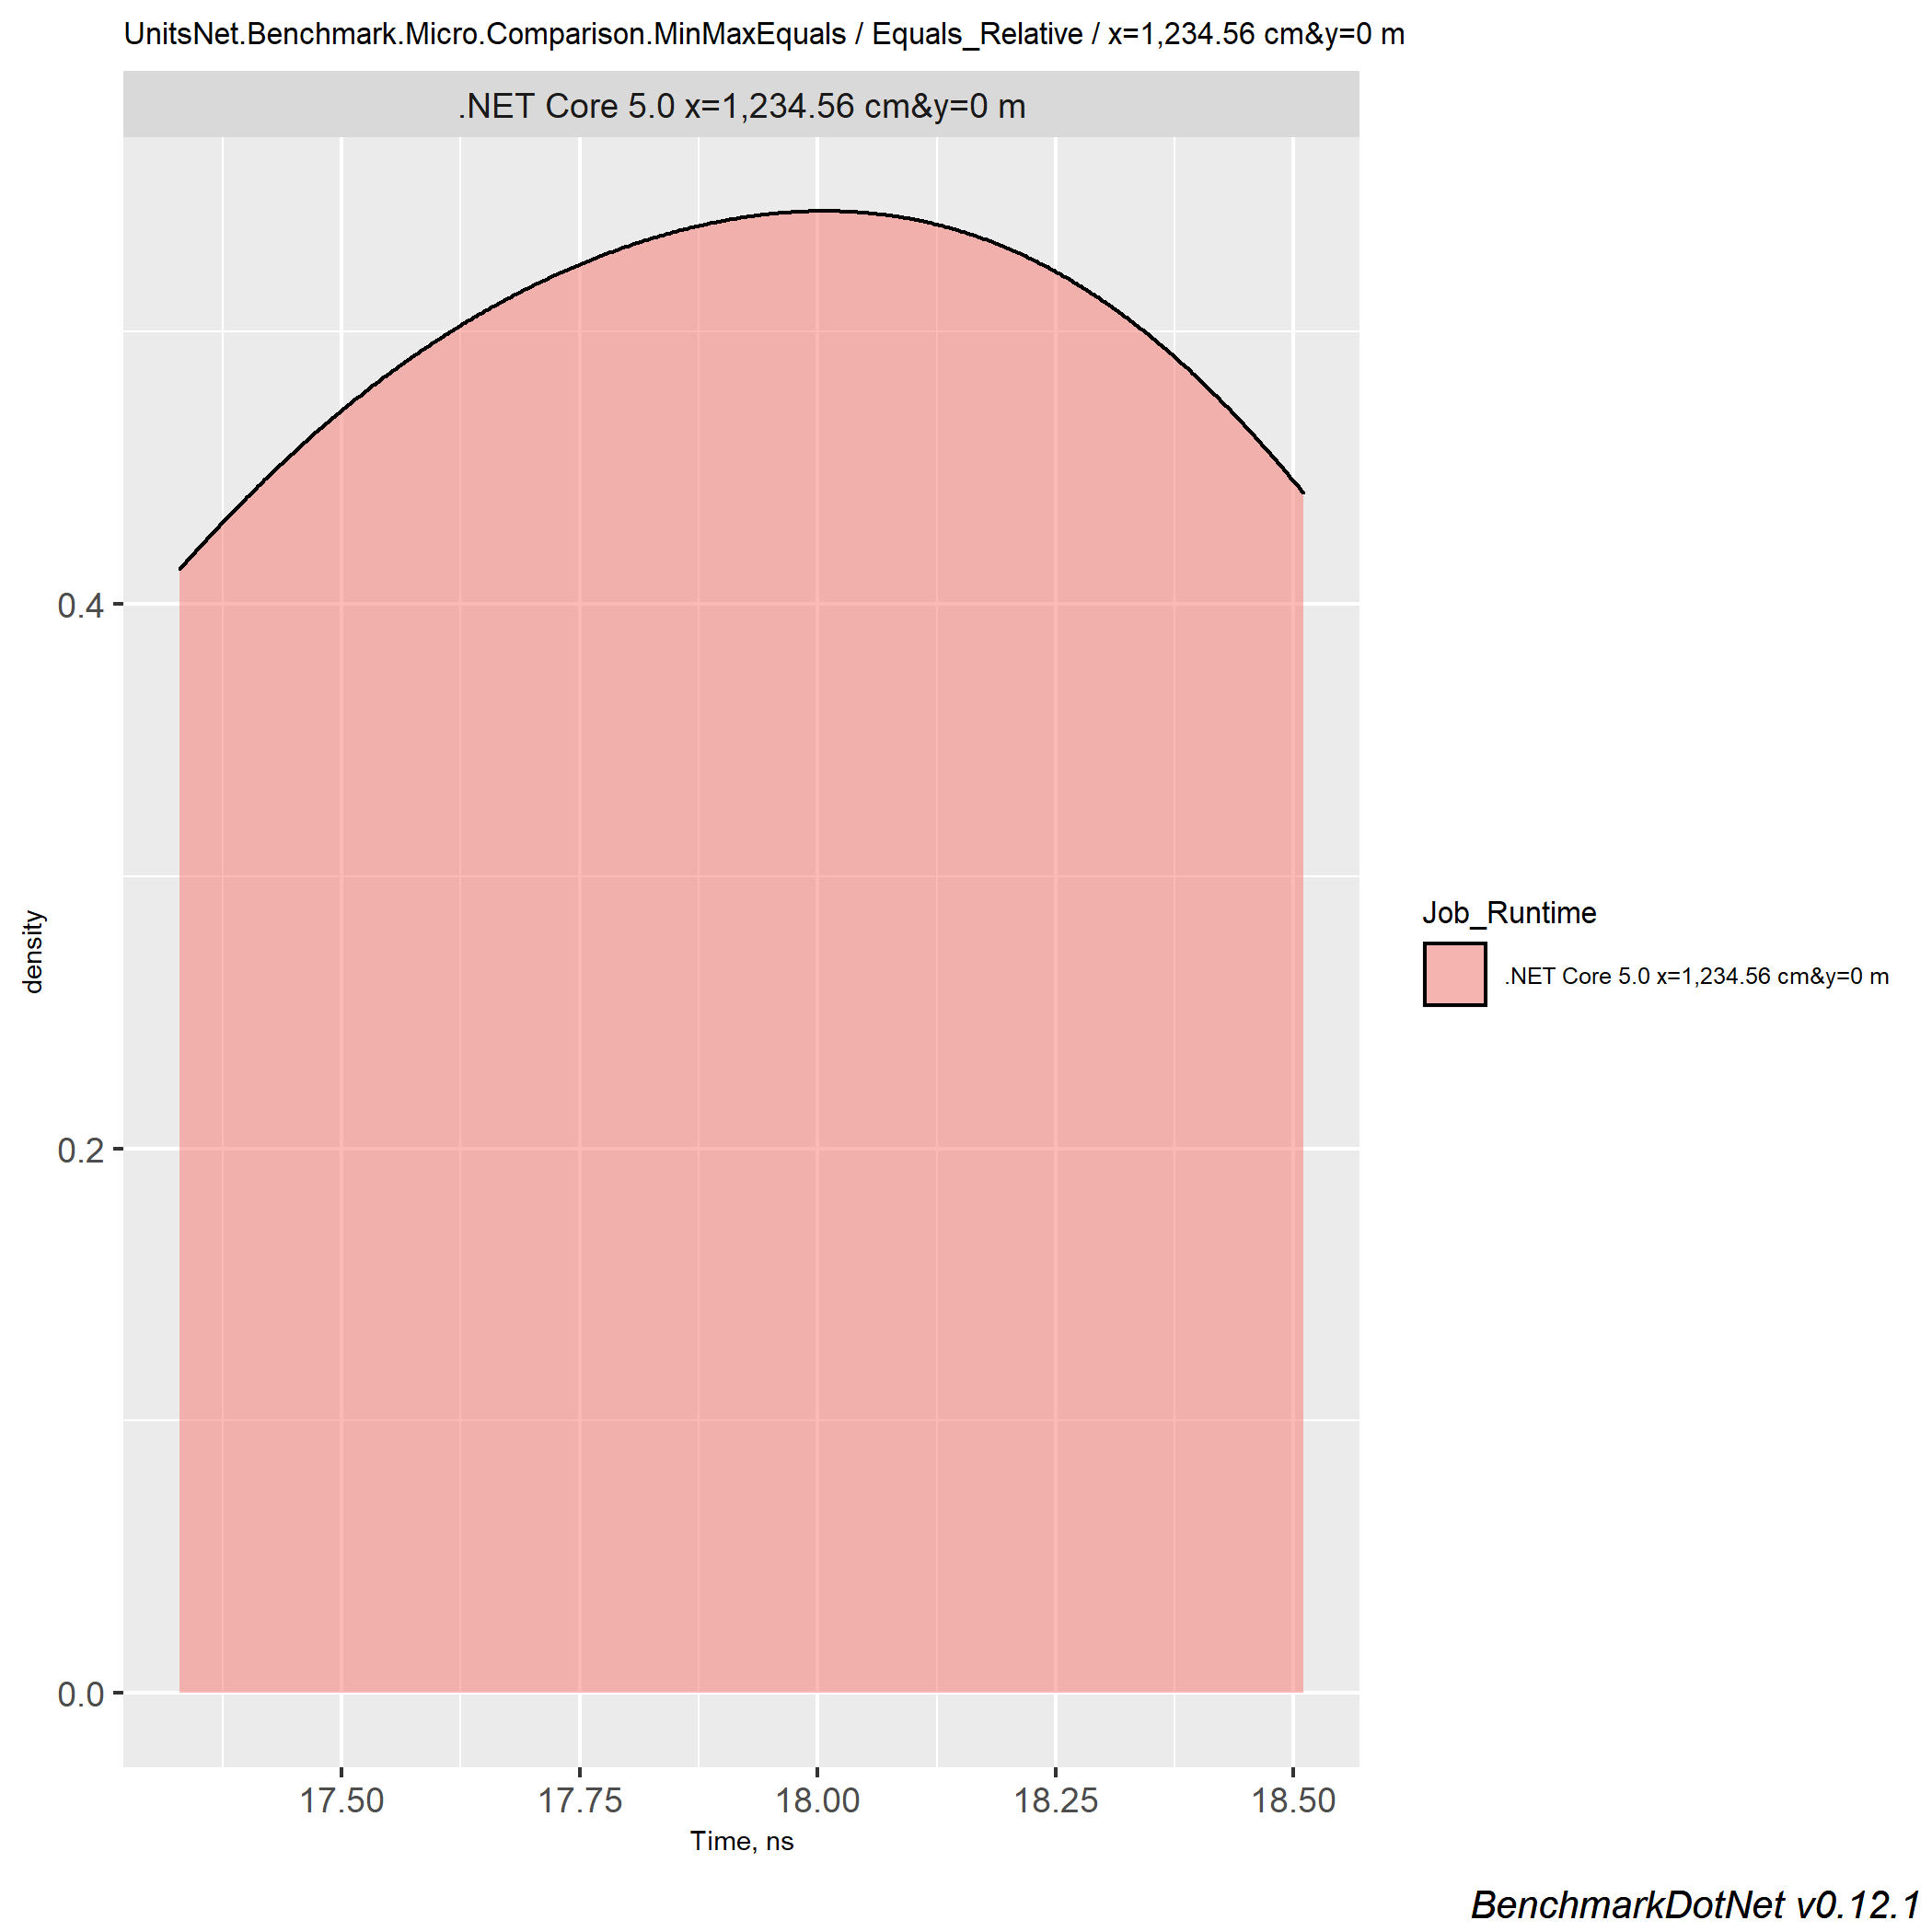 UnitsNet.Benchmark.Micro.Comparison.MinMaxEquals / Equals_Relative / x=1,234.56 cm&y=0 m
.NET Core 5.0 x=1,234.56 cm&y=0 m
0.4
0.2
0.0
density
17.50 17.75 18.00 18.25 18.50
Time, ns
Job_Runtime
.NET Core 5.0 x=1,234.56 cm&y=0 m
BenchmarkDotNet v0.12.1